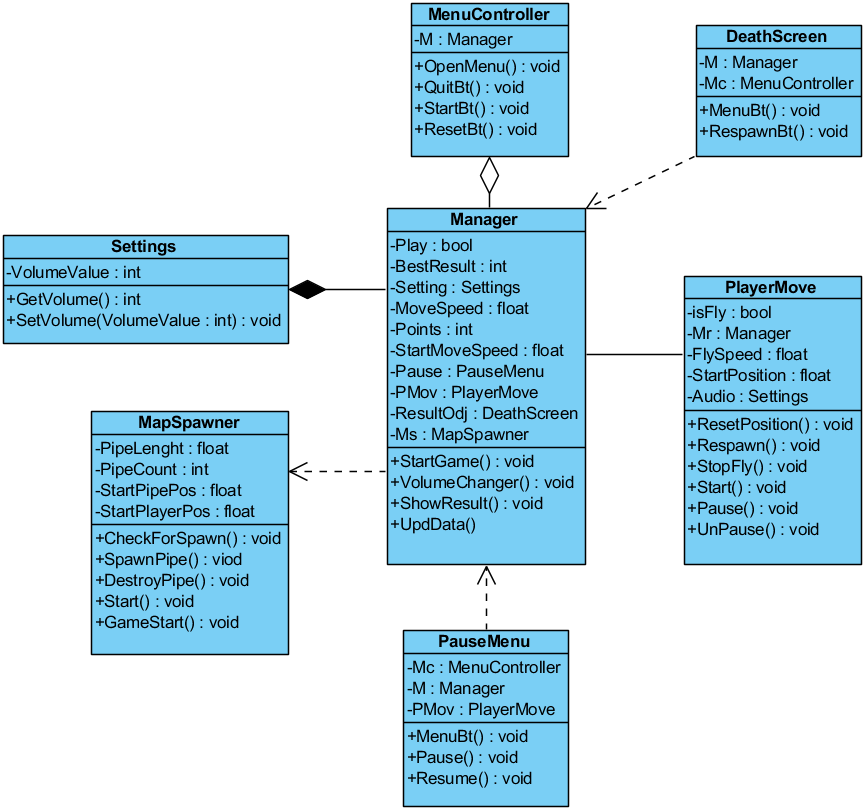 MenuController
-M : Manager
+OpenMenu() : void
+QuitBt() : void
+StartBt() : void
+ResetBt() : void
DeathScreen
-M : Manager
-Mc : MenuController
+MenuBt() : void
+RespawnBt() : void
Manager
-Play : bool
-BestResult : int
-Setting : Settings
-MoveSpeed : float
-Points : int
-StartMoveSpeed : float
-Pause : PauseMenu
-PMov : PlayerMove
-ResultOdj : DeathScreen
-Ms : MapSpawner
+StartGame() : void
+VolumeChanger() : void
+ShowResult() : void
+UpdData()
Settings
-VolumeValue : int
+GetVolume() : int
+SetVolume(VolumeValue : int) : void
PlayerMove
-isFly : bool
-Mr : Manager
-FlySpeed : float
-StartPosition : float
-Audio : Settings
+ResetPosition() : void
+Respawn() : void
+StopFly() : void
+Start() : void
+Pause() : void
+UnPause() : void
MapSpawner
-PipeLenght : float
-PipeCount : int
-StartPipePos : float
-StartPlayerPos : float
+CheckForSpawn() : void
+SpawnPipe() : viod
+DestroyPipe() : void
+Start() : void
+GameStart() : void
PauseMenu
-Mc : MenuController
-M : Manager
-PMov : PlayerMove
+MenuBt() : void
+Pause() : void
+Resume() : void